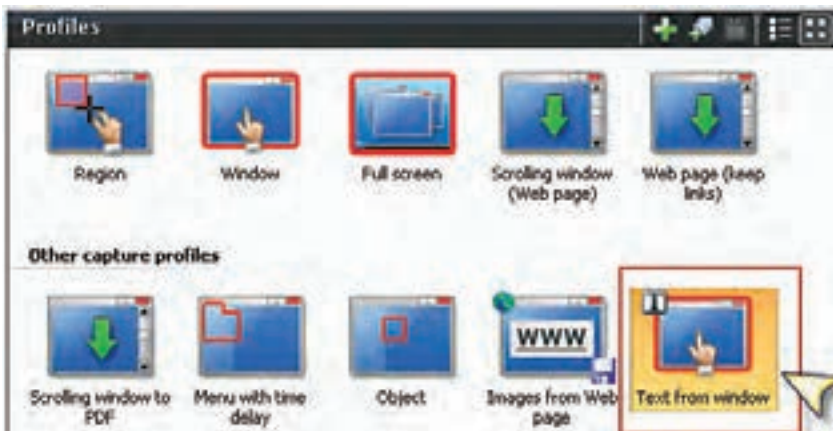 Profiles
Region
Window
Full screen
Scrolling window
(Web page)
Web page (keep
links)
Other capture profiles
Scrolling window to
PDF
Menu with time
delay
Object
WWW
Images from Web
page
Text from window